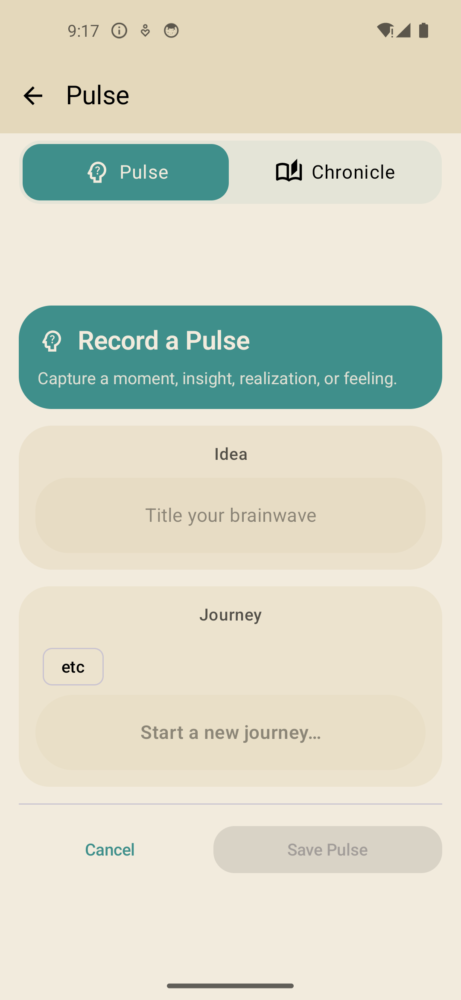 9:17
Pulse
Pulse
Chronicle
Record a Pulse
Capture a moment, insight, realization, or feeling.
Idea
Title your brainwave
Journey
etc
Start a new journey…
Cancel
Save Pulse